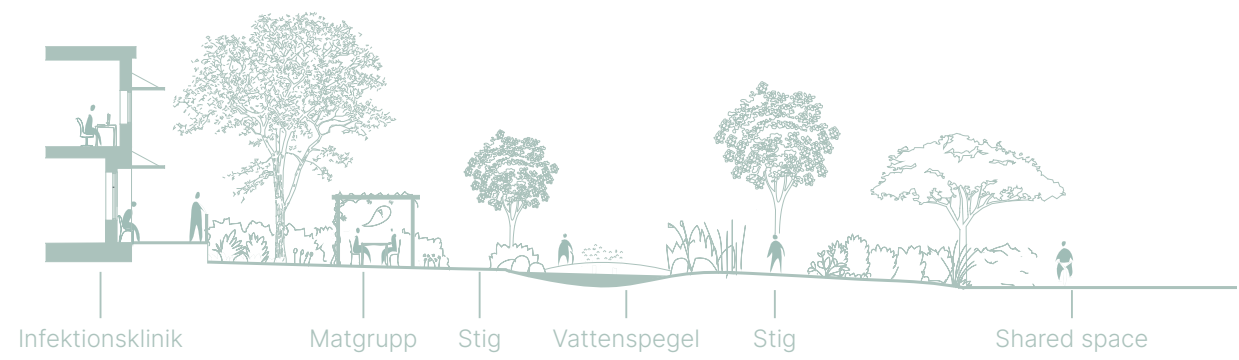 Infektionsklinik
Matgrupp
Stig
Vattenspegel
Stig
Shared space